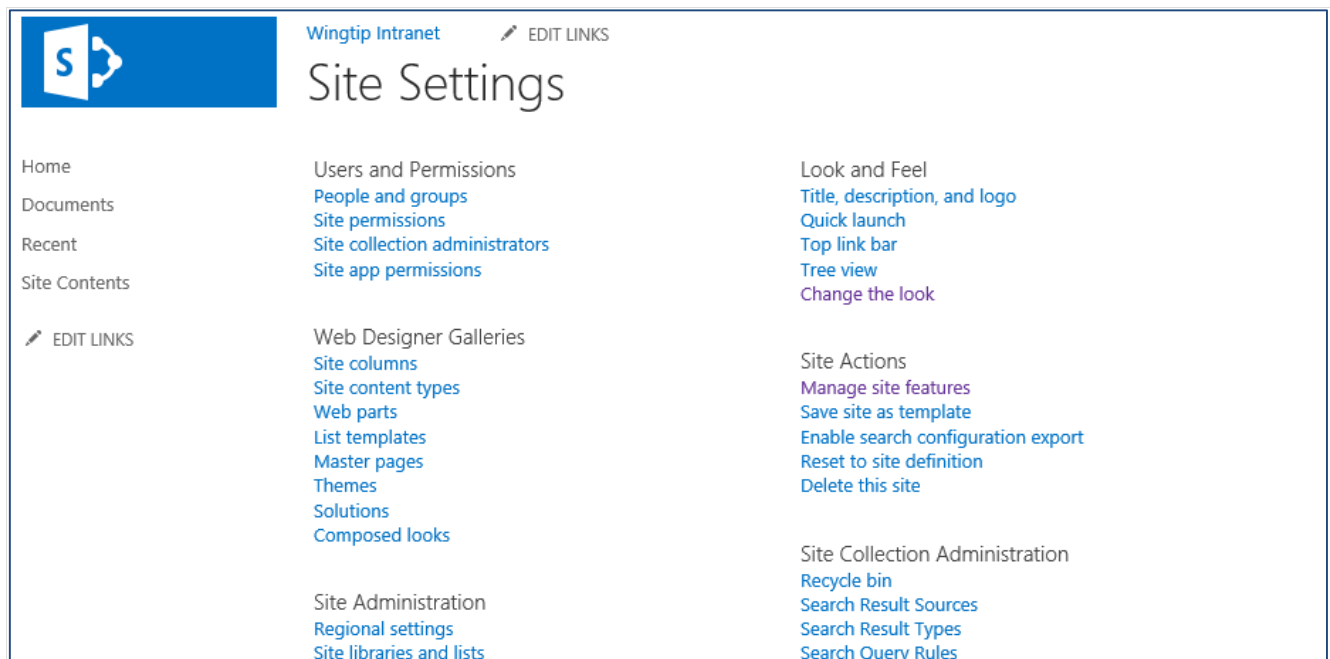 S
Wingtip Intranet
EDIT LINKS
Site Settings
Home
Documents
Recent
Site Contents
EDIT LINKS
Users and Permissions
People and groups
Site permissions
Site collection administrators
Site app permissions
Web Designer Galleries
Site columns
Site content types
Web parts
List templates
Master pages
Themes
Solutions
Composed looks
Site Administration
Regional settings
Site libraries and lists
Look and Feel
Title, description, and logo
Quick launch
Top link bar
Tree view
Change the look
Site Actions
Manage site features
Save site as template
Enable search configuration export
Reset to site definition
Delete this site
Site Collection Administration
Recycle bin
Search Result Sources
Search Result Types
Search Query Rules